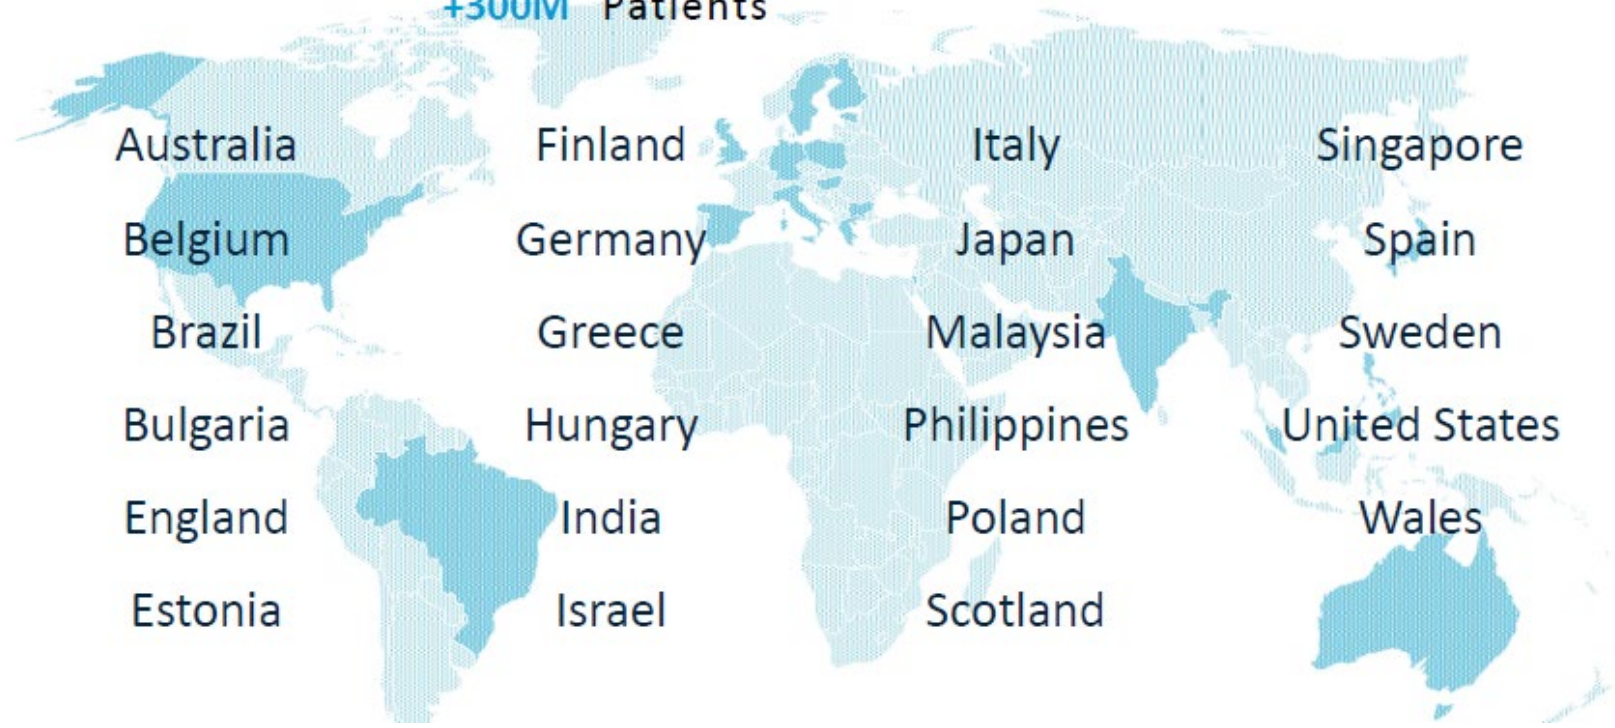 +300M Patients
Australia Finland Italy Singapore
Belgium Germany Japan Spain
Brazil Greece Malaysia Sweden
Bulgaria Hungary Philippines United States
England India Poland Wales
Estonia Israel Scotland